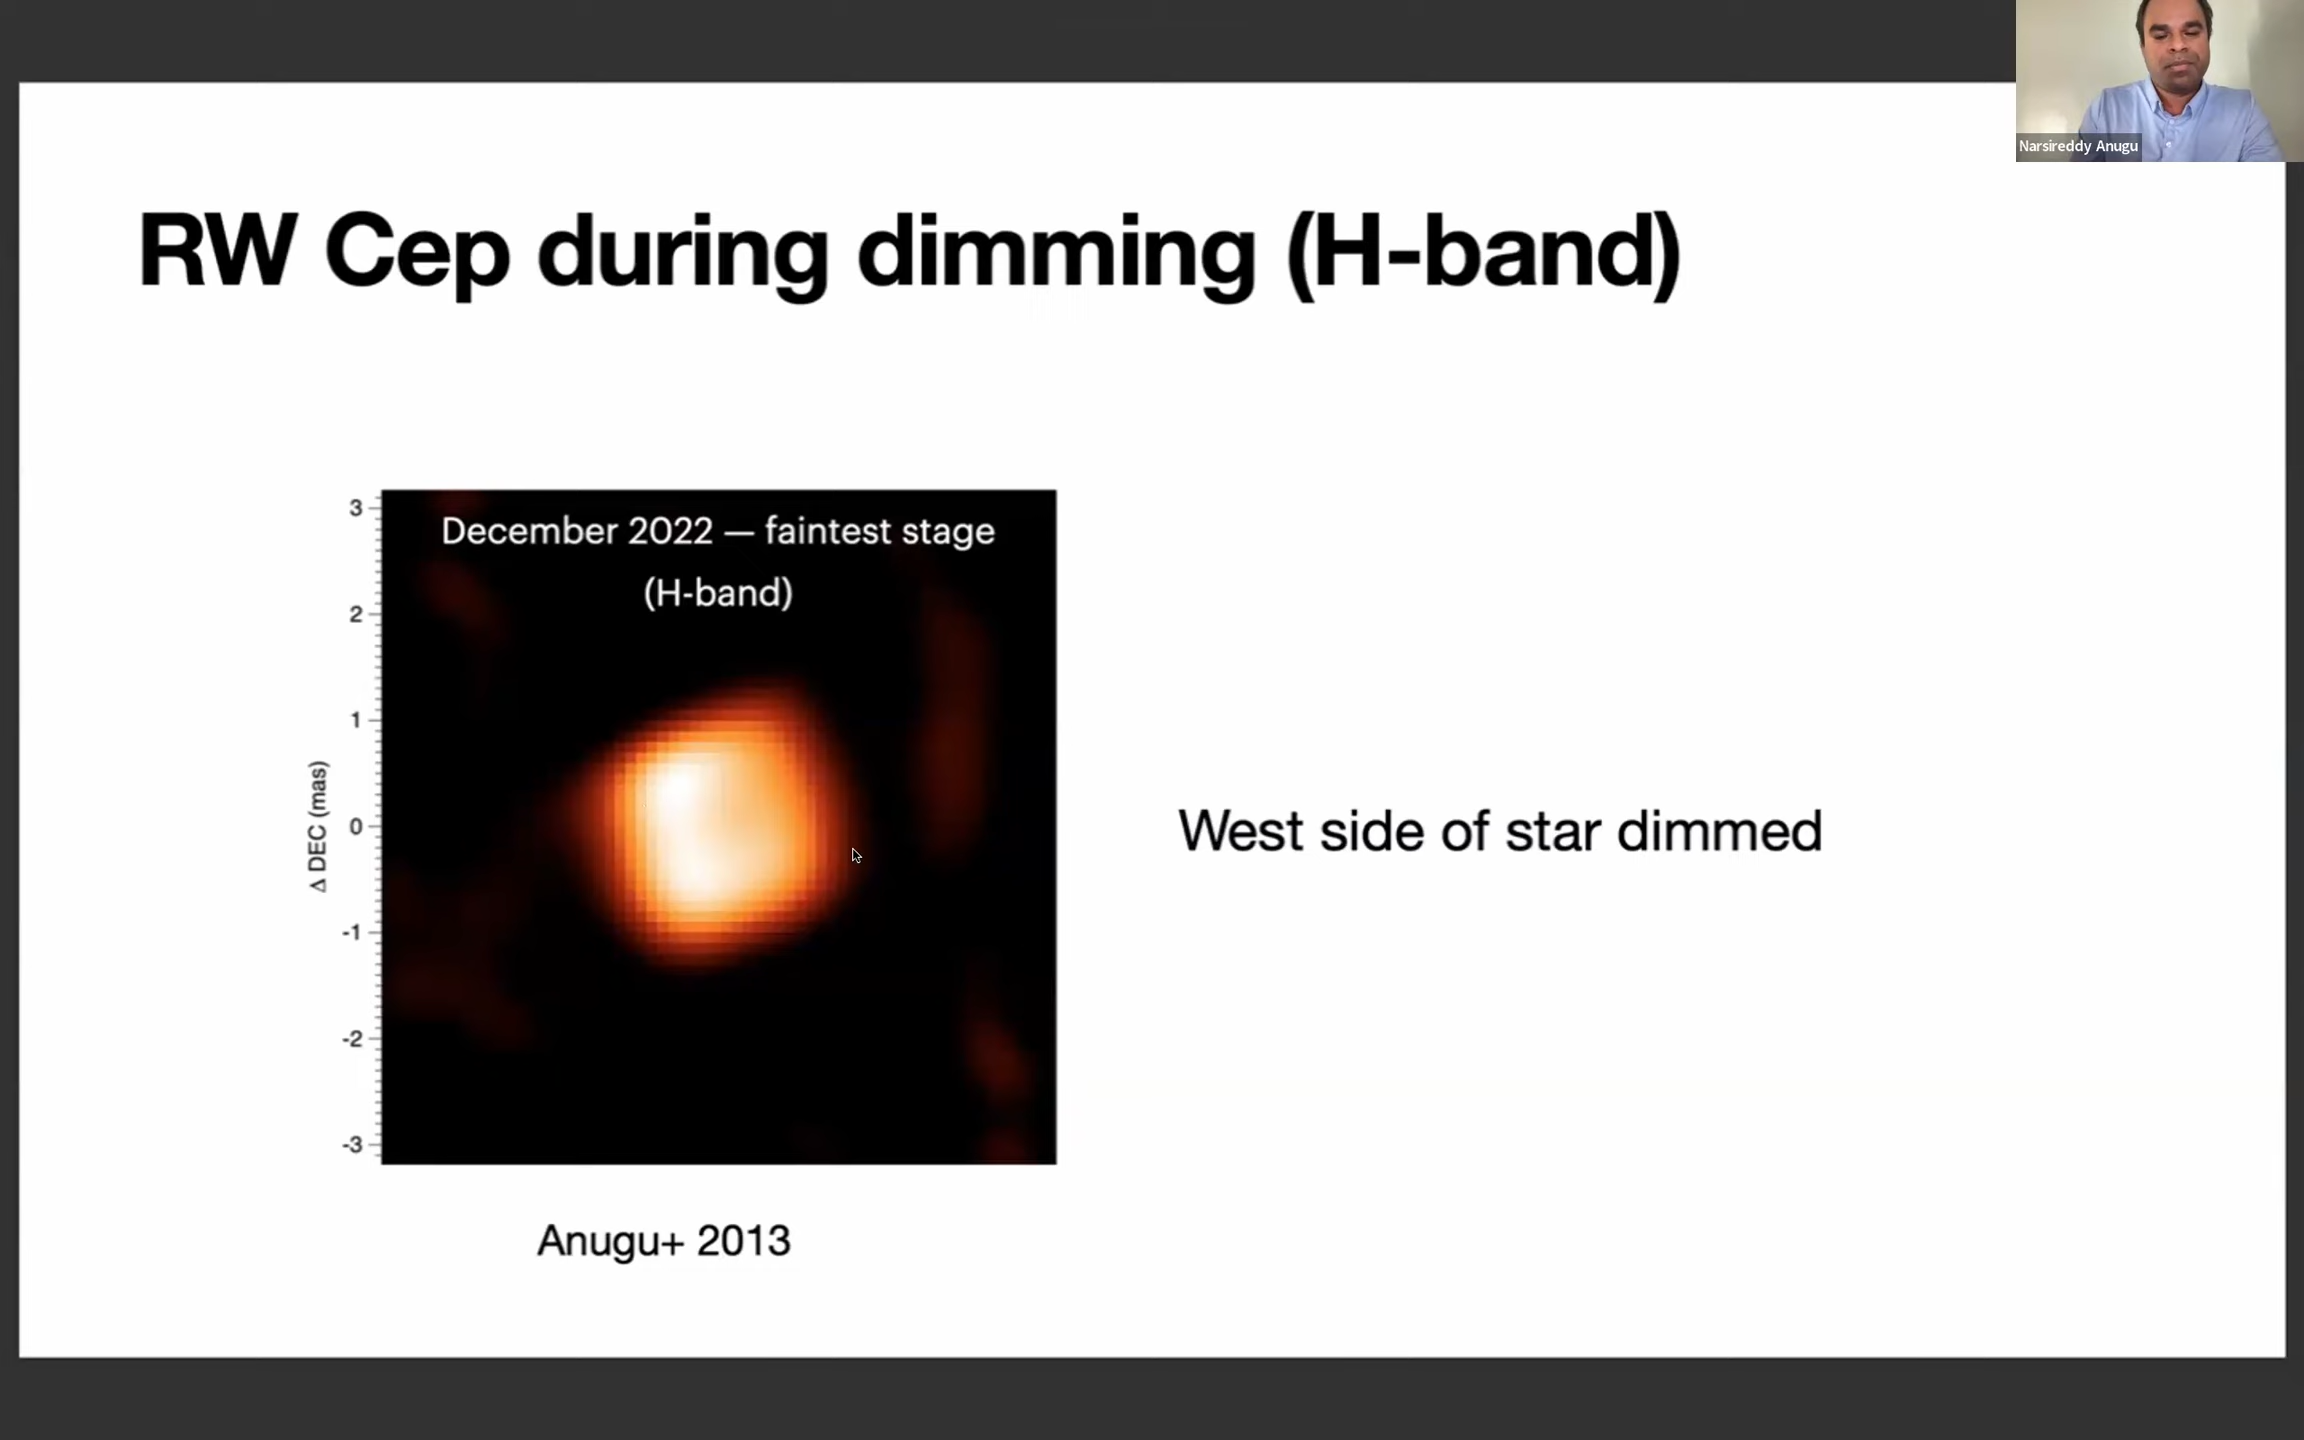 Narsireddy Anugu
RW Cep during dimming (H-band)
December 2022 — faintest stage
(H-band)
3
2
1
0
-1
-2
-3
Δ DEC (mas)
West side of star dimmed
Anugu+ 2013